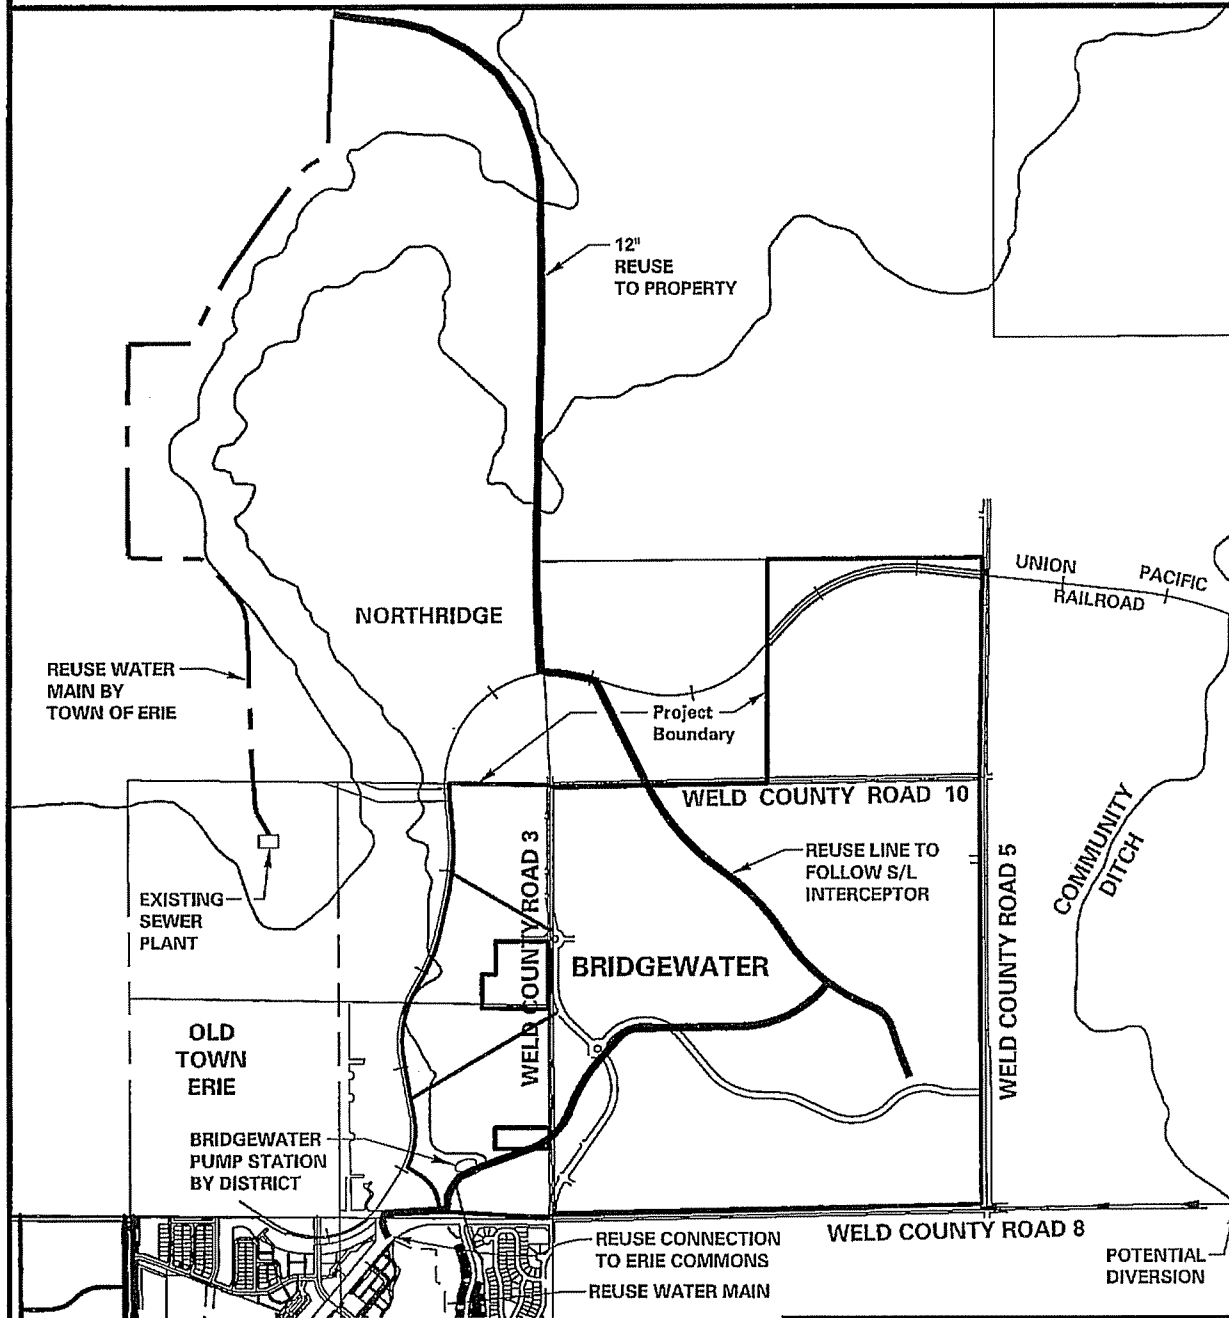 12"
REUSE
TO PROPERTY
UNION PACIFIC
RAILROAD
NORTHRIDGE
REUSE WATER
MAIN BY
TOWN OF ERIE
Project
Boundary
WELD COUNTY ROAD 10
WELD COUNTY ROAD 3
REUSE LINE TO
FOLLOW S/L
INTERCEPTOR
WELD COUNTY ROAD 5
COMMUNITY
DITCH
EXISTING
SEWER
PLANT
BRIDGEWATER
OLD
TOWN
ERIE
BRIDGEWATER
PUMP STATION
BY DISTRICT
WELD COUNTY ROAD 8
REUSE CONNECTION
TO ERIE COMMONS
REUSE WATER MAIN
POTENTIAL
DIVERSION